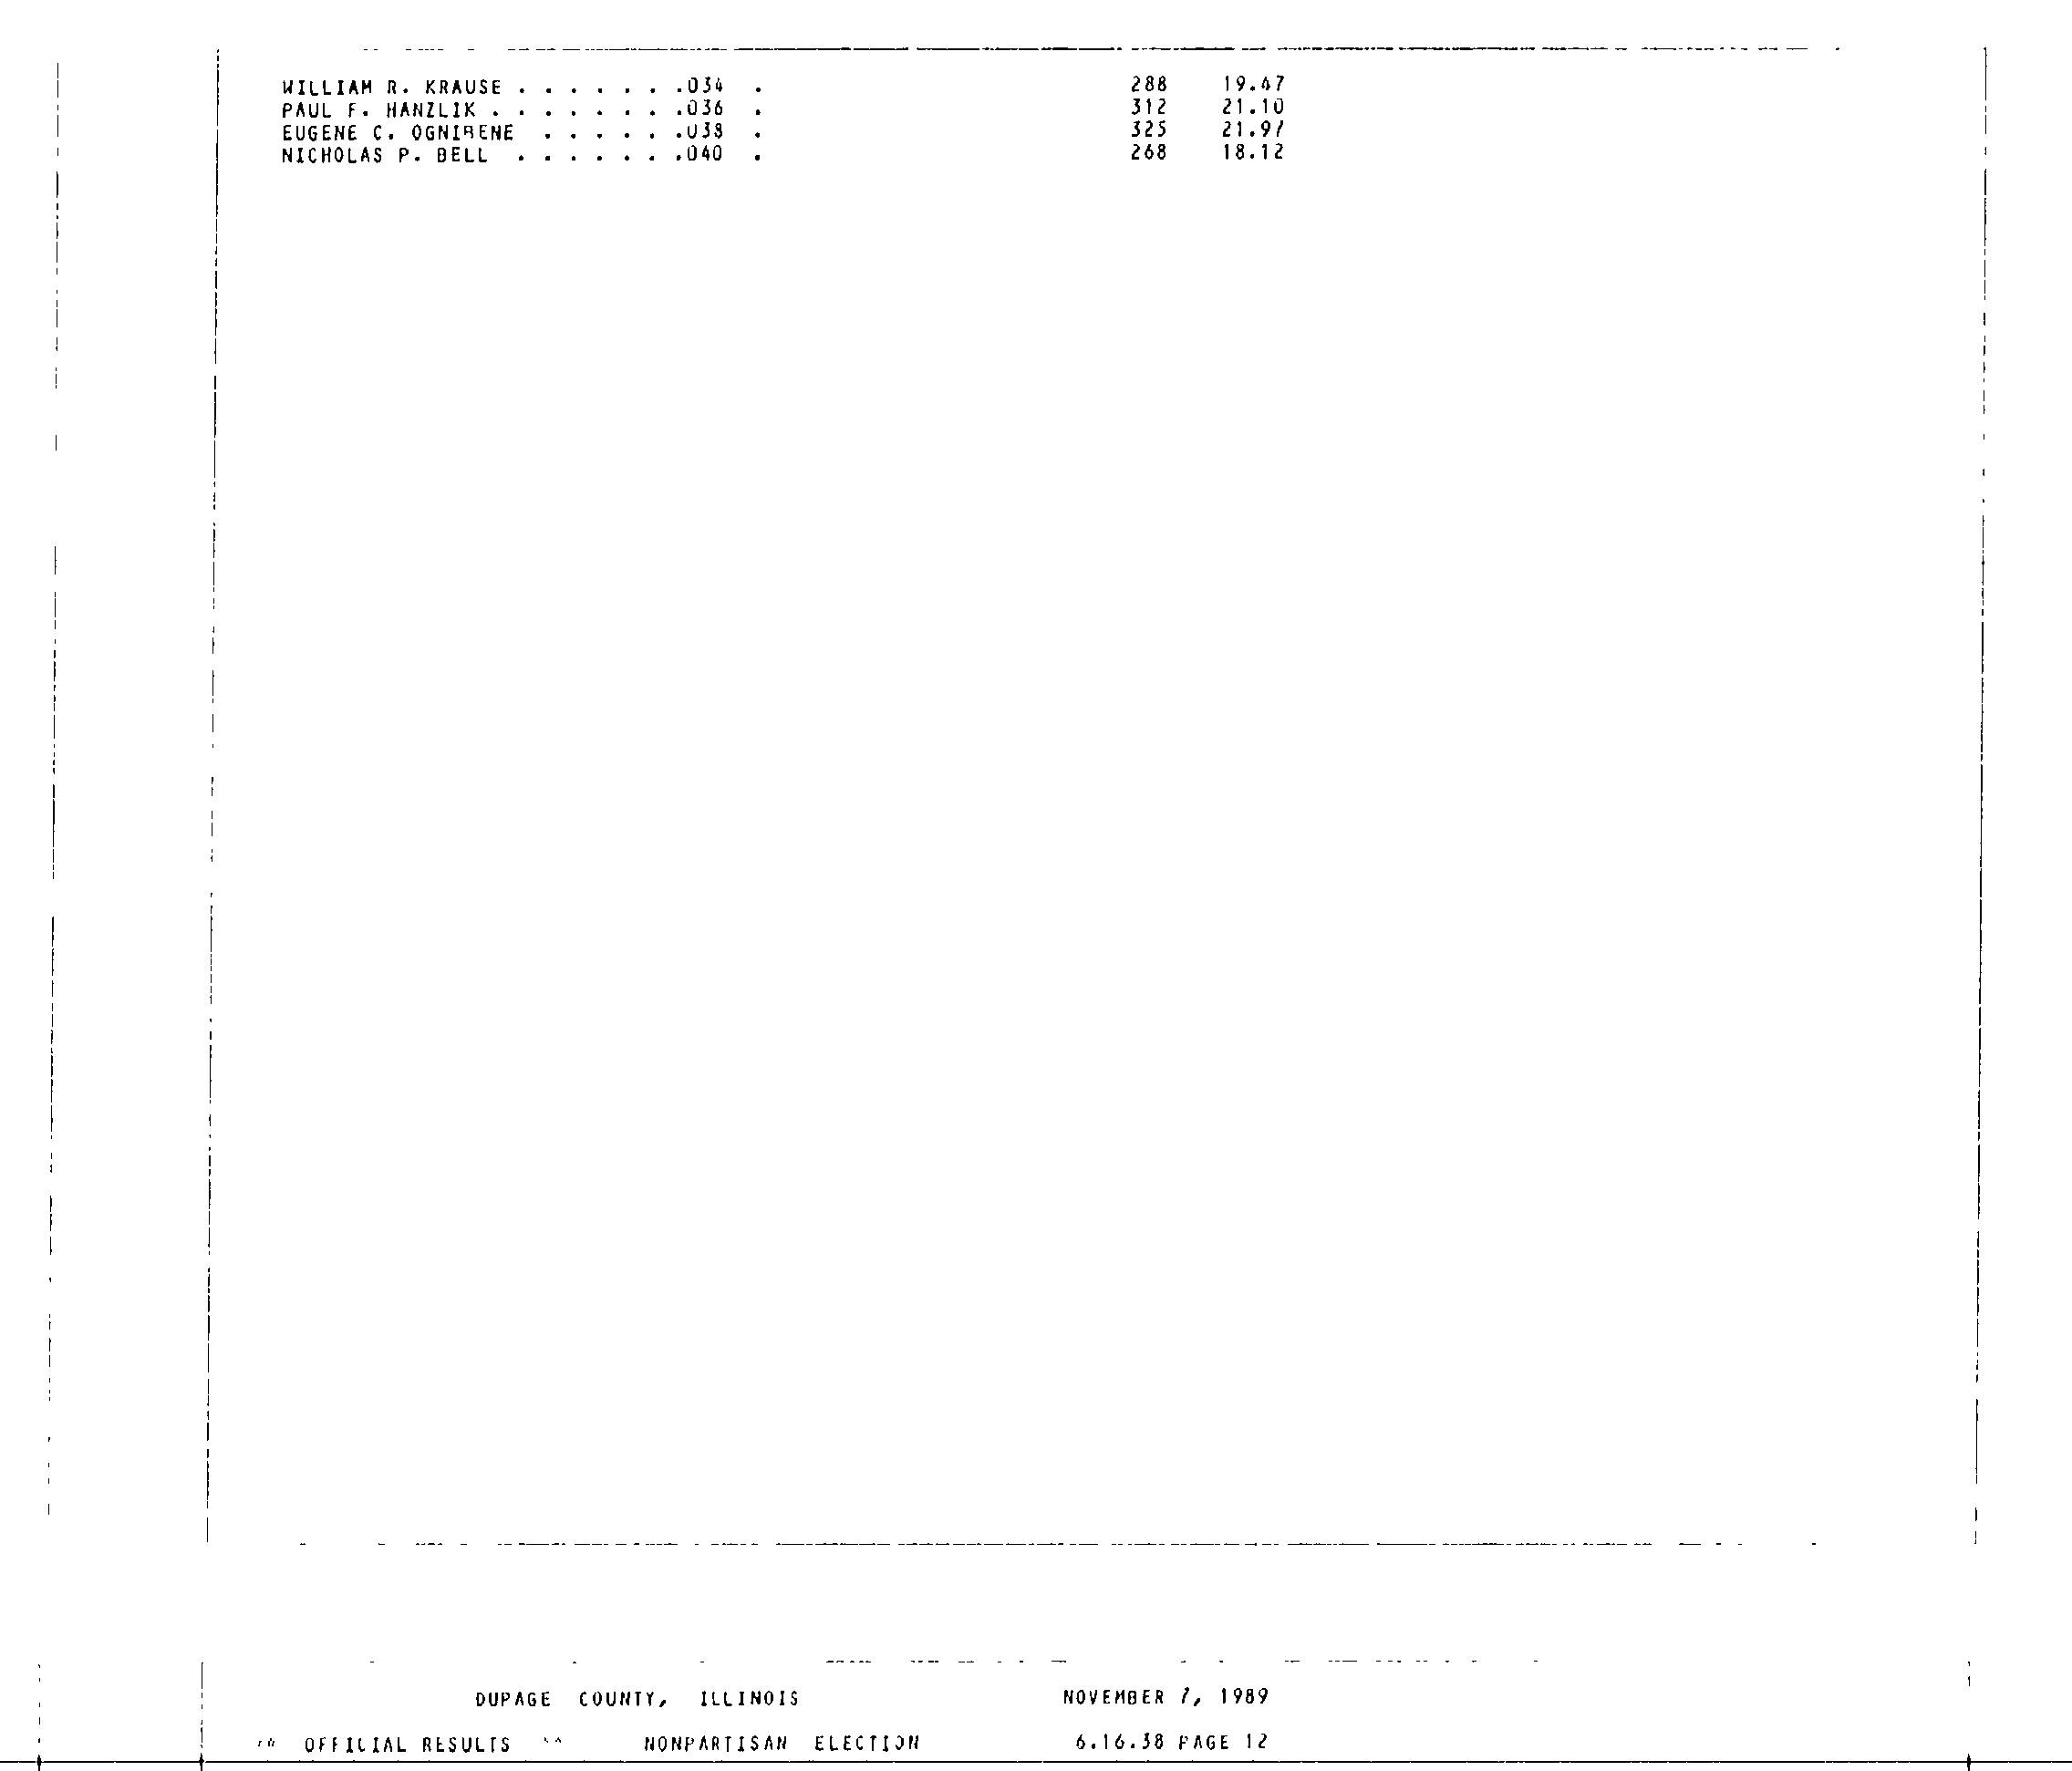 WILLIAM R. KRAUSE . . . . . . .034 . 288 19.47
PAUL F. HANZLIK . . . . . . . .036 . 312 21.10
EUGENE C. OGNIBENE . . . . . .038 . 325 21.97
NICHOLAS P. BELL . . . . . . .040 . 268 18.12
DUPAGE COUNTY, ILLINOIS NOVEMBER 7, 1989
OFFICIAL RESULTS NONPARTISAN ELECTION 6.16.38 PAGE 12